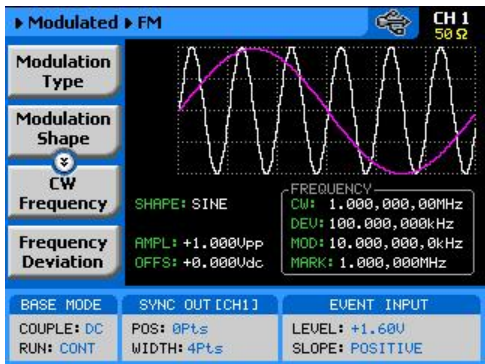 ▸ Modulated ▸ FM
CH 1
50 Ω
Modulation
Type
Modulation
Shape
CW
Frequency
Frequency
Deviation
SHAPE: SINE
AMPL: +1.000Vpp
OFFS: +0.000Vdc
FREQUENCY
CW: 1.000,000,00MHz
DEV: 100.000,000kHz
MOD: 10.000,000,0kHz
MARK: 1.000,000MHz
BASE MODE
COUPLE: DC
RUN: CONT
SYNC OUT [CH1]
POS: 0Pts
WIDTH: 4Pts
EVENT INPUT
LEVEL: +1.60V
SLOPE: POSITIVE